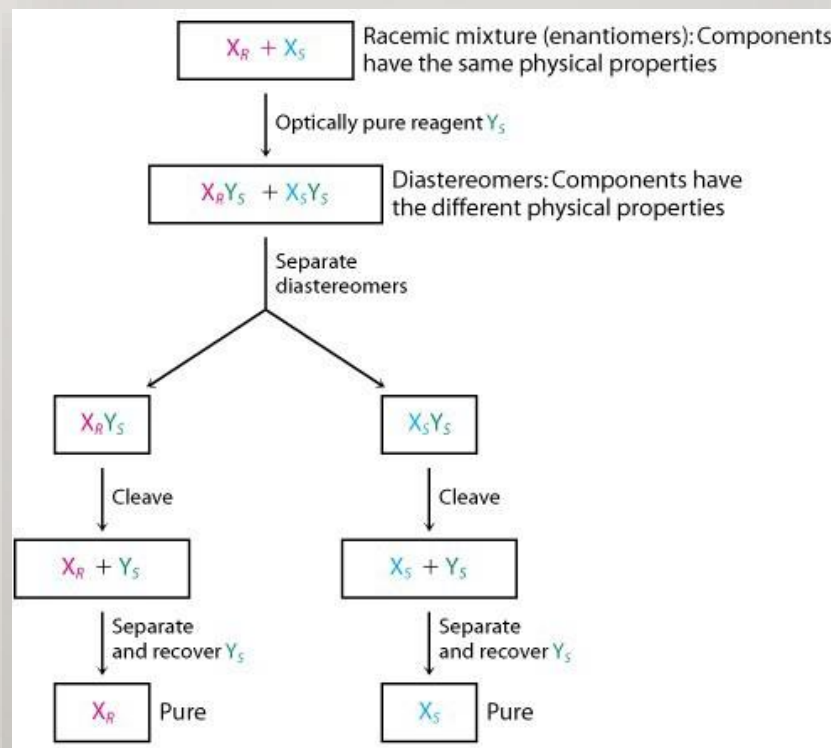 X_R + X_S
Racemic mixture (enantiomers): Components
have the same physical properties
Optically pure reagent Y_S
X_RY_S + X_SY_S
Diastereomers: Components have
the different physical properties
Separate
diastereomers
X_RY_S
X_SY_S
Cleave
Cleave
X_R + Y_S
X_S + Y_S
Separate
and recover Y_S
Separate
and recover Y_S
X_R
Pure
X_S
Pure